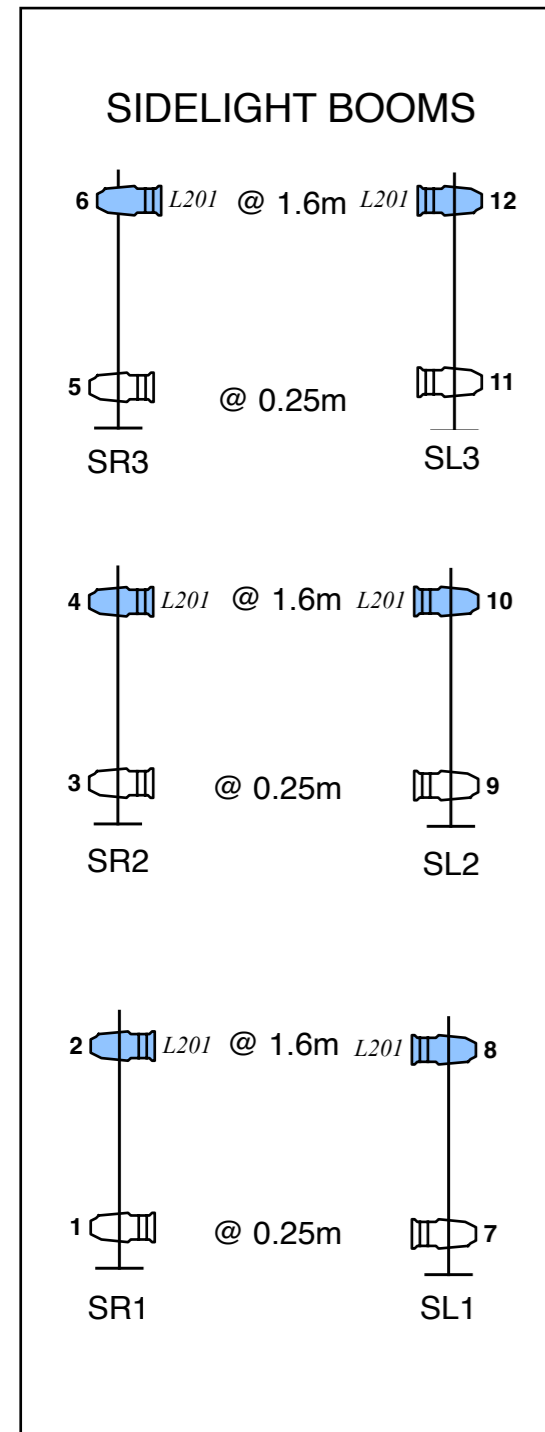 SIDELIGHT BOOMS
6 L201 @ 1.6m L201 12
5 @ 0.25m 11
SR3 SL3
4 L201 @ 1.6m L201 10
3 @ 0.25m 9
SR2 SL2
2 L201 @ 1.6m L201 8
1 @ 0.25m 7
SR1 SL1